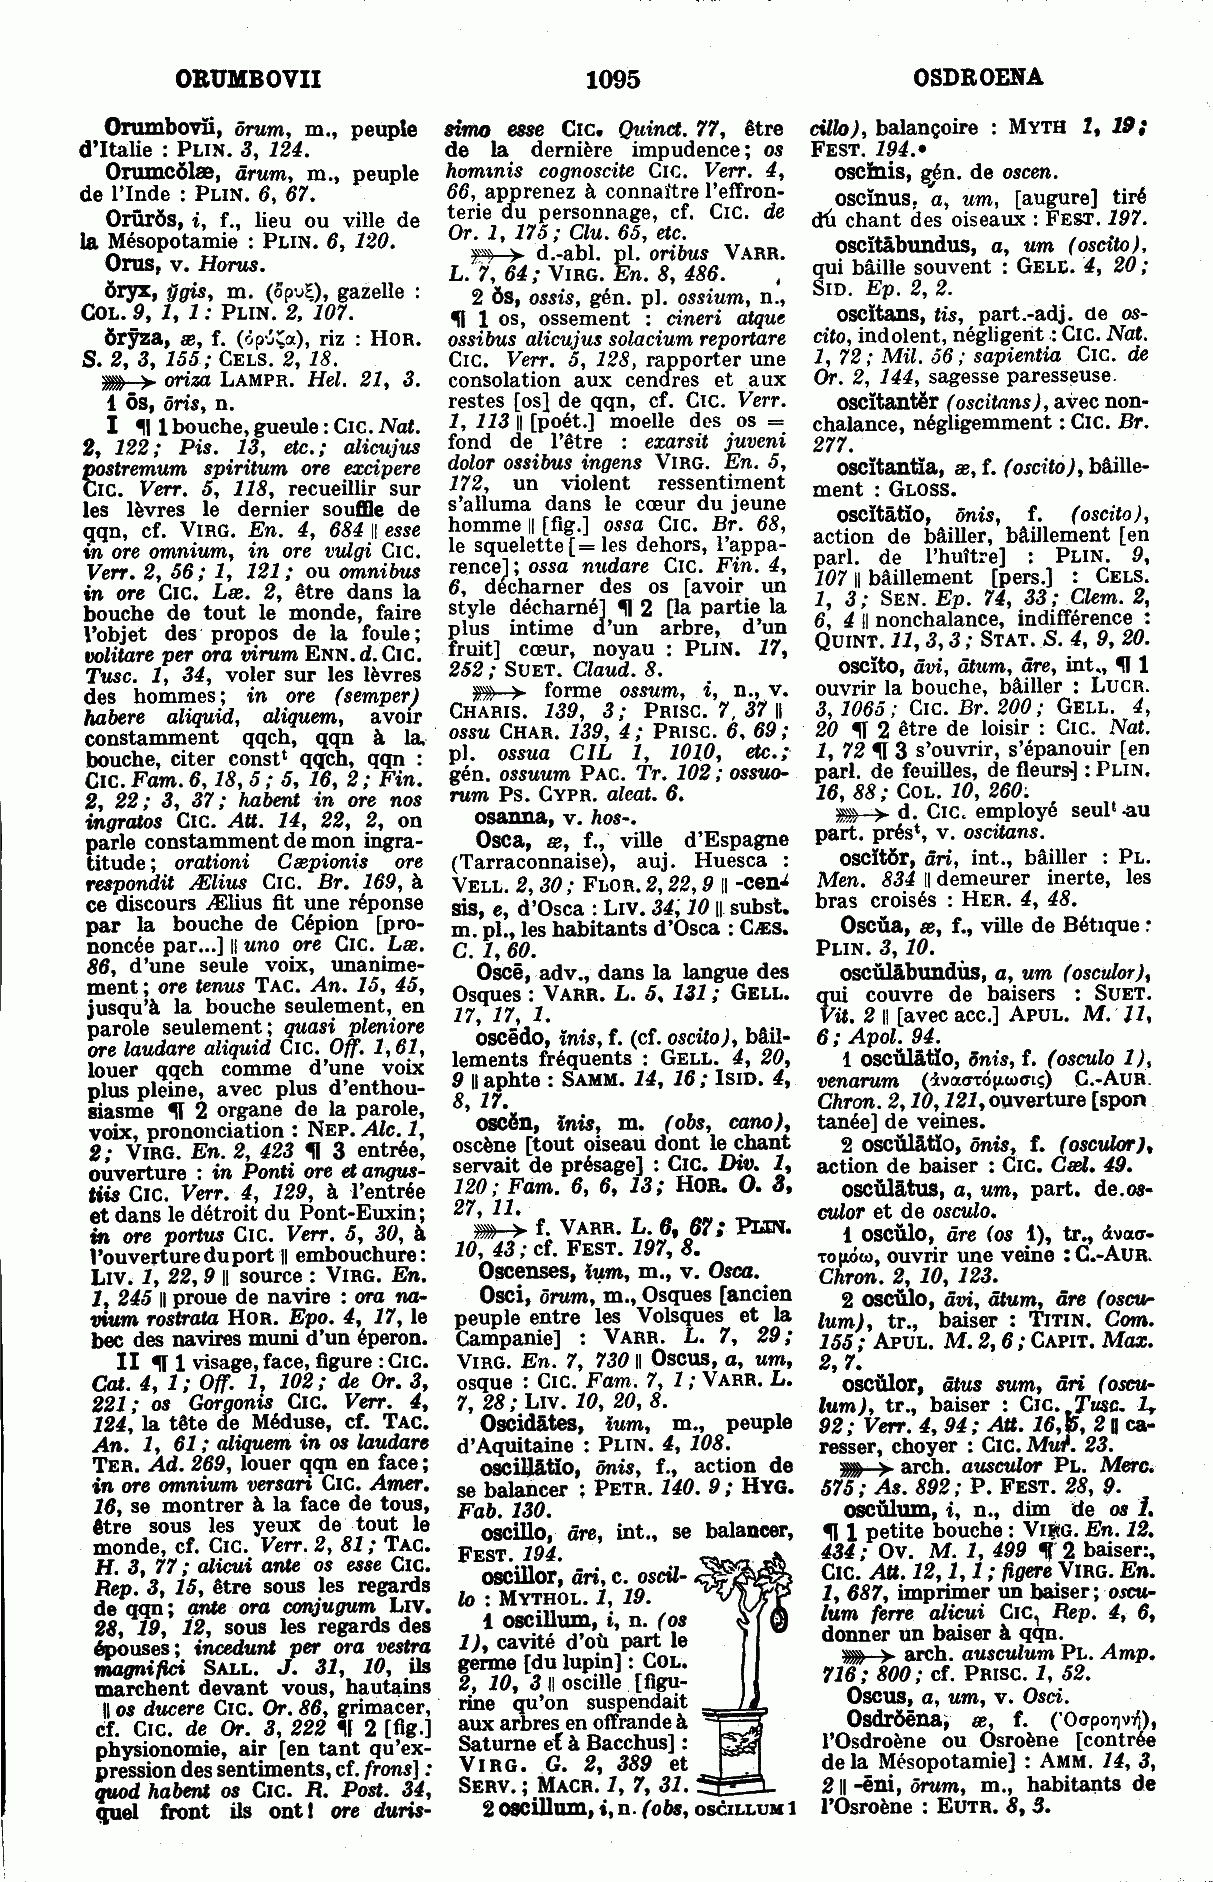 ORUMBOVII
1095
OSDROENA
Orumbovĭi, ōrum, m., peuple
d'Italie : PLIN. 3, 124.
Orumcŏlæ, ārum, m., peuple
de l'Inde : PLIN. 6, 67.
Orūrŏs, i, f., lieu ou ville de
la Mésopotamie : PLIN. 6, 120.
Orus, v. Horus.
ŏryx, y̆gis, m. (ὄρυξ), gazelle :
COL. 9, 1, 1 : PLIN. 2, 107.
ŏrȳza, æ, f. (ὀρύζα), riz : HOR.
S. 2, 3, 155 ; CELS. 2, 18.
oriza LAMPR. Hel. 21, 3.
1 ōs, ōris, n.
I ¶ 1 bouche, gueule : CIC. Nat.
2, 122 ; Pis. 13, etc. ; alicujus
postremum spiritum ore excipere
CIC. Verr. 5, 118, recueillir sur
les lèvres le dernier souffle de
qqn, cf. VIRG. En. 4, 684 || esse
in ore omnium, in ore vulgi CIC.
Verr. 2, 56 ; 1, 121 ; ou omnibus
in ore CIC. Læ. 2, être dans la
bouche de tout le monde, faire
l'objet des propos de la foule ;
volitare per ora virum ENN. d. CIC.
Tusc. 1, 34, voler sur les lèvres
des hommes ; in ore (semper)
habere aliquid, aliquem, avoir
constamment qqch, qqn à la
bouche, citer constᵗ qqch, qqn :
CIC. Fam. 6, 18, 5 ; 5, 16, 2 ; Fin.
2, 22 ; 3, 37 ; habent in ore nos
ingratos CIC. Att. 14, 22, 2, on
parle constamment de mon ingra-
titude ; orationi Cæpionis ore
respondit Ælius CIC. Br. 169, à
ce discours Ælius fit une réponse
par la bouche de Cépion [pro-
noncée par...] || uno ore CIC. Læ.
86, d'une seule voix, unanime-
ment ; ore tenus TAC. An. 15, 45,
jusqu'à la bouche seulement, en
parole seulement ; quasi pleniore
ore laudare aliquid CIC. Off. 1, 61,
louer qqch comme d'une voix
plus pleine, avec plus d'enthou-
siasme ¶ 2 organe de la parole,
voix, prononciation : NEP. Alc. 1,
2 ; VIRG. En. 2, 423 ¶ 3 entrée,
ouverture : in Ponti ore et angus-
tiis CIC. Verr. 4, 129, à l'entrée
et dans le détroit du Pont-Euxin ;
in ore portus CIC. Verr. 5, 30, à
l'ouverture du port || embouchure :
LIV. 1, 22, 9 || source : VIRG. En.
1, 245 || proue de navire : ora na-
vium rostrata HOR. Epo. 4, 17, le
bec des navires muni d'un éperon.
II ¶ 1 visage, face, figure : CIC.
Cat. 4, 1 ; Off. 1, 102 ; de Or. 3,
221 ; os Gorgonis CIC. Verr. 4,
124, la tête de Méduse, cf. TAC.
An. 1, 61 ; aliquem in os laudare
TER. Ad. 269, louer qqn en face ;
in ore omnium versari CIC. Amer.
16, se montrer à la face de tous,
être sous les yeux de tout le
monde, cf. CIC. Verr. 2, 81 ; TAC.
H. 3, 77 ; alicui ante os esse CIC.
Rep. 3, 15, être sous les regards
de qqn ; ante ora conjugum LIV.
28, 19, 12, sous les regards des
épouses ; incedunt per ora vestra
magnifici SALL. J. 31, 10, ils
marchent devant vous, hautains
|| os ducere CIC. Or. 86, grimacer,
cf. CIC. de Or. 3, 222 ¶ 2 [fig.]
physionomie, air [en tant qu'ex-
pression des sentiments, cf. frons] :
quod habent os CIC. R. Post. 34,
quel front ils ont ! ore duris-
simo esse CIC. Quinct. 77, être
de la dernière impudence ; os
hominis cognoscite CIC. Verr. 4,
66, apprenez à connaître l'effron-
terie du personnage, cf. CIC. de
Or. 1, 175 ; Clu. 65, etc.
d.-abl. pl. oribus VARR.
L. 7, 64 ; VIRG. En. 8, 486.
2 ŏs, ossis, gén. pl. ossium, n.,
¶ 1 os, ossement : cineri atque
ossibus alicujus solacium reportare
CIC. Verr. 5, 128, rapporter une
consolation aux cendres et aux
restes [os] de qqn, cf. CIC. Verr.
1, 113 || [poét.] moelle des os =
fond de l'être : exarsit juveni
dolor ossibus ingens VIRG. En. 5,
172, un violent ressentiment
s'alluma dans le cœur du jeune
homme || [fig.] ossa CIC. Br. 68,
le squelette [= les dehors, l'appa-
rence] ; ossa nudare CIC. Fin. 4,
6, décharner des os [avoir un
style décharné] ¶ 2 [la partie la
plus intime d'un arbre, d'un
fruit] cœur, noyau : PLIN. 17,
252 ; SUET. Claud. 8.
forme ossum, i, n., v.
CHARIS. 139, 3 ; PRISC. 7, 37 ||
ossu CHAR. 139, 4 ; PRISC. 6, 69 ;
pl. ossua CIL 1, 1010, etc. ;
gén. ossuum PAC. Tr. 102 ; ossuo-
rum PS. CYPR. aleat. 6.
osanna, v. hos-.
Osca, æ, f., ville d'Espagne
(Tarraconnaise), auj. Huesca :
VELL. 2, 30 ; FLOR. 2, 22, 9 || -cen-
sis, e, d'Osca : LIV. 34, 10 || subst.
m. pl., les habitants d'Osca : CÆS.
C. 1, 60.
Oscē, adv., dans la langue des
Osques : VARR. L. 5, 131 ; GELL.
17, 17, 1.
oscēdo, ĭnis, f. (cf. oscito), bâil-
lements fréquents : GELL. 4, 20,
9 || aphte : SAMM. 14, 16 ; ISID. 4,
8, 17.
oscĕn, ĭnis, m. (obs, cano),
oscène [tout oiseau dont le chant
servait de présage] : CIC. Div. 1,
120 ; Fam. 6, 6, 13 ; HOR. O. 3,
27, 11.
f. VARR. L. 6, 67 ; PLIN.
10, 43 ; cf. FEST. 197, 8.
Oscenses, ĭum, m., v. Osca.
Osci, ōrum, m., Osques [ancien
peuple entre les Volsques et la
Campanie] : VARR. L. 7, 29 ;
VIRG. En. 7, 730 || Oscus, a, um,
osque : CIC. Fam. 7, 1 ; VARR. L.
7, 28 ; LIV. 10, 20, 8.
Oscidātes, ĭum, m., peuple
d'Aquitaine : PLIN. 4, 108.
oscillātĭo, ōnis, f., action de
se balancer : PETR. 140. 9 ; HYG.
Fab. 130.
oscillo, āre, int., se balancer,
FEST. 194.
oscillor, āri, c. oscil-
lo : MYTHOL. 1, 19.
1 oscillum, i, n. (os
1), cavité d'où part le
germe [du lupin] : COL.
2, 10, 3 || oscille [figu-
rine qu'on suspendait
aux arbres en offrande à
Saturne et à Bacchus] :
VIRG. G. 2, 389 et
SERV. ; MACR. 1, 7, 31.
2 oscillum, i, n. (obs,
OSCILLUM 1
cillo), balançoire : MYTH 1, 19 ;
FEST. 194.
oscĭnis, gén. de oscen.
oscĭnus, a, um, [augure] tiré
du chant des oiseaux : FEST. 197.
oscĭtābundus, a, um (oscito),
qui bâille souvent : GELL. 4, 20 ;
SID. Ep. 2, 2.
oscĭtans, tis, part.-adj. de os-
cito, indolent, négligent : CIC. Nat.
1, 72 ; Mil. 56 ; sapientia CIC. de
Or. 2, 144, sagesse paresseuse.
oscĭtantĕr (oscitans), avec non-
chalance, négligemment : CIC. Br.
277.
oscĭtantĭa, æ, f. (oscito), bâille-
ment : GLOSS.
oscĭtātĭo, ōnis, f. (oscito),
action de bâiller, bâillement [en
parl. de l'huître] : PLIN. 9,
107 || bâillement [pers.] : CELS.
1, 3 ; SEN. Ep. 74, 33 ; Clem. 2,
6, 4 || nonchalance, indifférence :
QUINT. 11, 3, 3 ; STAT. S. 4, 9, 20.
oscĭto, āvi, ātum, āre, int., ¶ 1
ouvrir la bouche, bâiller : LUCR.
3, 1065 ; CIC. Br. 200 ; GELL. 4,
20 ¶ 2 être de loisir : CIC. Nat.
1, 72 ¶ 3 s'ouvrir, s'épanouir [en
parl. de feuilles, de fleurs] : PLIN.
16, 88 ; COL. 10, 260.
d. CIC. employé seulᵗ au
part. présᵗ, v. oscitans.
oscĭtŏr, āri, int., bâiller : PL.
Men. 834 || demeurer inerte, les
bras croisés : HER. 4, 48.
Oscŭa, æ, f., ville de Bétique :
PLIN. 3, 10.
oscŭlābundus, a, um (osculor),
qui couvre de baisers : SUET.
Vit. 2 || [avec acc.] APUL. M. 11,
6 ; Apol. 94.
1 oscŭlātĭo, ōnis, f. (osculo 1),
venarum (ἀναστόμωσις) C.-AUR.
Chron. 2, 10, 121, ouverture [spon
tanée] de veines.
2 oscŭlātĭo, ōnis, f. (osculor),
action de baiser : CIC. Cæl. 49.
oscŭlātus, a, um, part. de os-
culor et de osculo.
1 oscŭlo, āre (os 1), tr., ἀνασ-
τομόω, ouvrir une veine : C.-AUR.
Chron. 2, 10, 123.
2 oscŭlo, āvi, ātum, āre (oscu-
lum), tr., baiser : TITIN. Com.
155 ; APUL. M. 2, 6 ; CAPIT. Max.
2, 7.
oscŭlor, ātus sum, āri (oscu-
lum), tr., baiser : CIC. Tusc. 1,
92 ; Verr. 4, 94 ; Att. 16, 5, 2 || ca-
resser, choyer : CIC. Mur. 23.
arch. ausculor PL. Merc.
575 ; As. 892 ; P. FEST. 28, 9.
oscŭlum, i, n., dim de os 1.
¶ 1 petite bouche : VIRG. En. 12.
434 ; OV. M. 1, 499 ¶ 2 baiser :,
CIC. Att. 12, 1, 1 ; figere VIRG. En.
1, 687, imprimer un baiser ; oscu-
lum ferre alicui CIC, Rep. 4, 6,
donner un baiser à qqn.
arch. ausculum PL. Amp.
716 ; 800 ; cf. PRISC. 1, 52.
Oscus, a, um, v. Osci.
Osdrŏēna, æ, f. (Ὀσροηνή),
l'Osdroène ou Osroène [contrée
de la Mésopotamie] : AMM. 14, 3,
2 || -ēni, ōrum, m., habitants de
l'Osroène : EUTR. 8, 3.